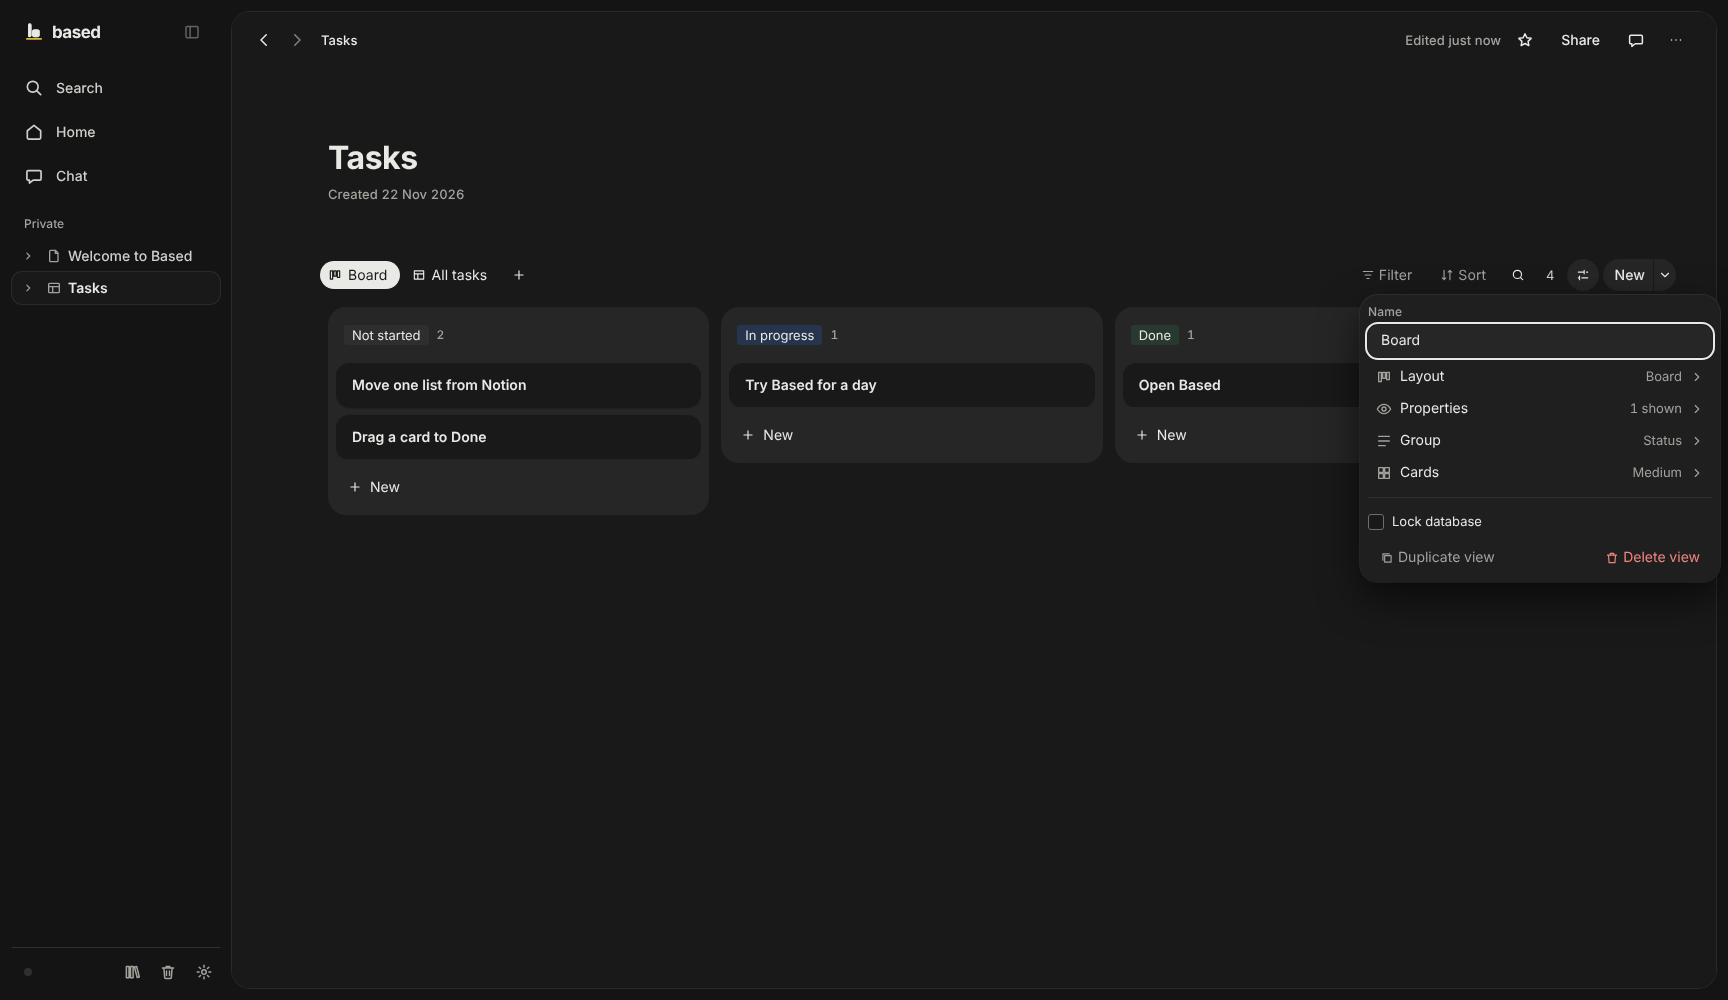 based
Search
Home
Chat
Private
Welcome to Based
Tasks
Tasks
Edited just now
Share
Tasks
Created 22 Nov 2026
Board
All tasks
Filter
Sort
4
New
Not started 2
Move one list from Notion
Drag a card to Done
New
In progress 1
Try Based for a day
New
Done 1
Open Based
New
Name
Board
Layout Board
Properties 1 shown
Group Status
Cards Medium
Lock database
Duplicate view
Delete view